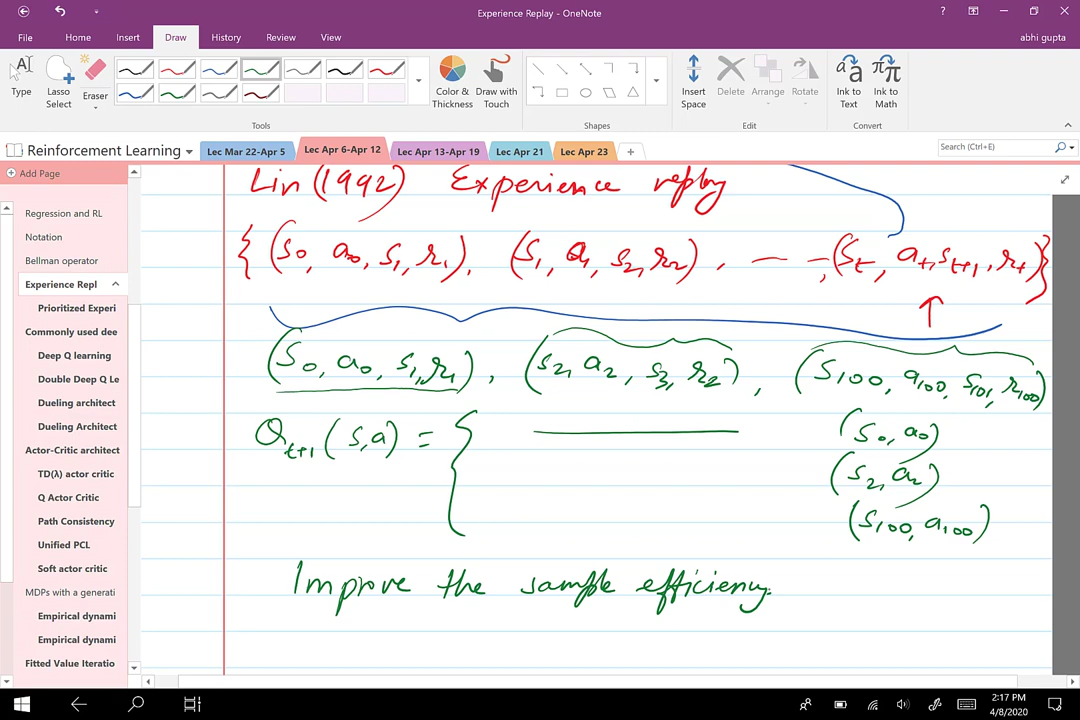 Experience Replay - OneNote
File Home Insert Draw History Review View abhi gupta
Type
Lasso Select
Eraser
Color & Thickness
Draw with Touch
Insert Space
Delete
Arrange
Rotate
Ink to Text
Ink to Math
Tools Shapes Edit Convert
Reinforcement Learning Lec Mar 22-Apr 5 Lec Apr 6-Apr 12 Lec Apr 13-Apr 19 Lec Apr 21 Lec Apr 23 Search (Ctrl+E)
Add Page
Regression and RL
Notation
Bellman operator
Experience Repl
Prioritized Experi
Commonly used dee
Deep Q learning
Double Deep Q Le
Dueling architect
Dueling Architect
Actor-Critic architect
TD(λ) actor critic
Q Actor Critic
Path Consistency
Unified PCL
Soft actor critic
MDPs with a generati
Empirical dynami
Empirical dynami
Fitted Value Iteratio
Lin (1992) Experience replay
{(s0, a0, s1, r1), (s1, a1, s2, r2), — –, (st, at, st+1, rt)}
(s0, a0, s1, r1), (s2, a2, s3, r2), (s100, a100, s101, r100)
Qt+1 (s,a) = {
(s0, a0)
(s2, a2)
(s100, a100)
Improve the sample efficiency.
2:17 PM
4/8/2020